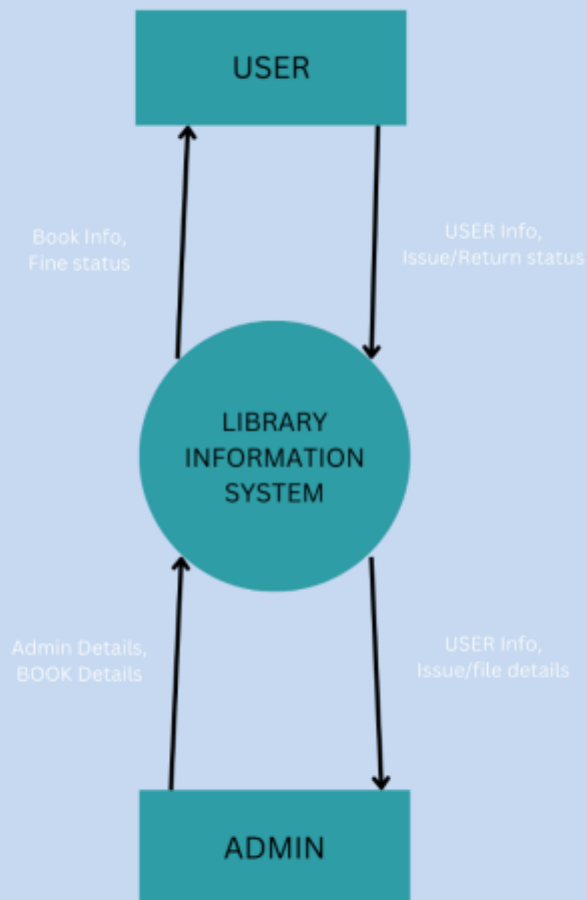 USER
Book Info,
Fine status
USER Info,
Issue/Return status
LIBRARY
INFORMATION
SYSTEM
Admin Details,
BOOK Details
USER Info,
Issue/file details
ADMIN